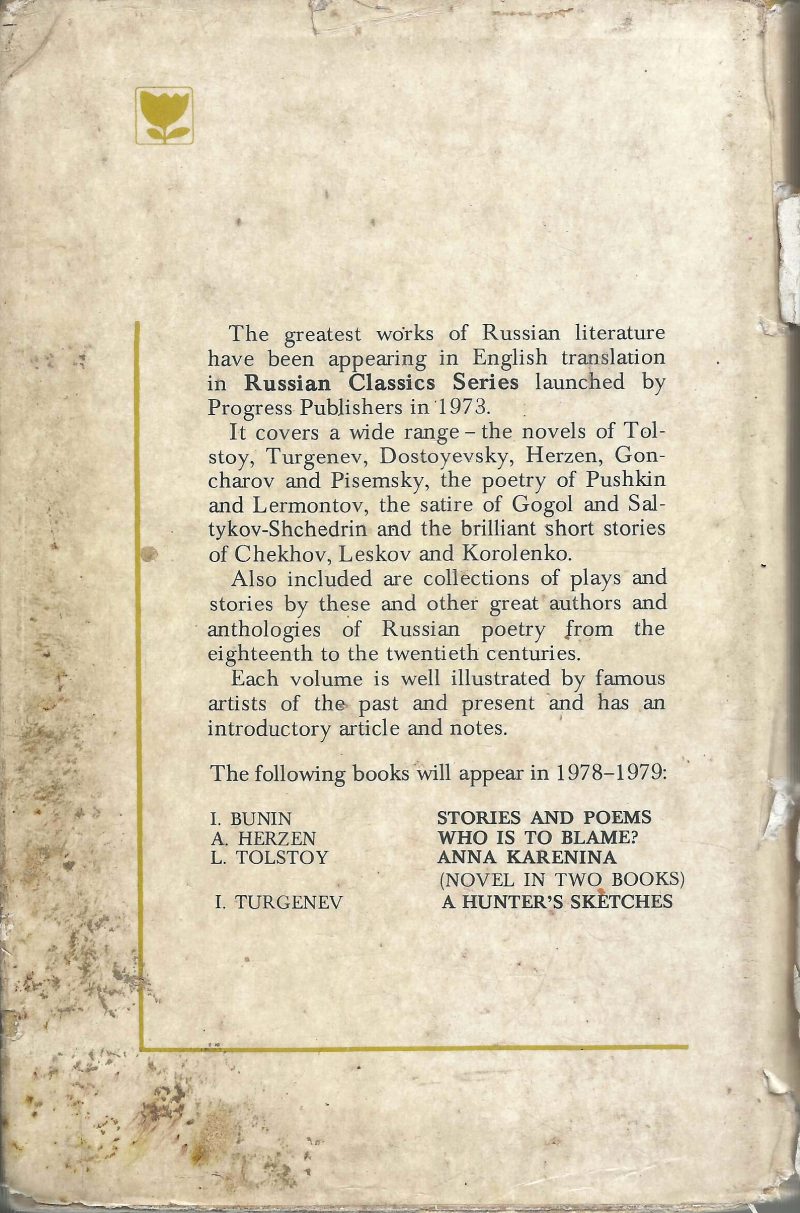 The greatest works of Russian literature
have been appearing in English translation
in Russian Classics Series launched by
Progress Publishers in 1973.
It covers a wide range – the novels of Tol-
stoy, Turgenev, Dostoyevsky, Herzen, Gon-
charov and Pisemsky, the poetry of Pushkin
and Lermontov, the satire of Gogol and Sal-
tykov-Shchedrin and the brilliant short stories
of Chekhov, Leskov and Korolenko.
Also included are collections of plays and
stories by these and other great authors and
anthologies of Russian poetry from the
eighteenth to the twentieth centuries.
Each volume is well illustrated by famous
artists of the past and present and has an
introductory article and notes.
The following books will appear in 1978–1979:
I. BUNIN STORIES AND POEMS
A. HERZEN WHO IS TO BLAME?
L. TOLSTOY ANNA KARENINA
(NOVEL IN TWO BOOKS)
I. TURGENEV A HUNTER'S SKETCHES